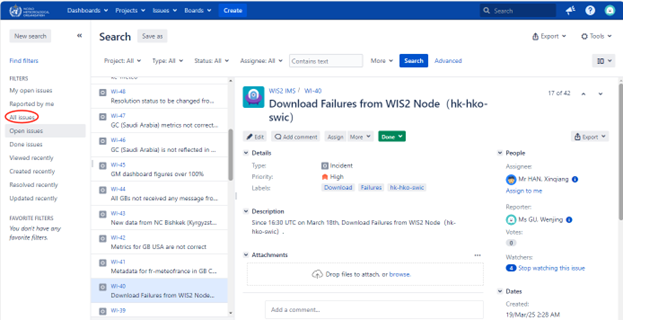 WORLD
METEOROLOGICAL
ORGANIZATION
Dashboards
Projects
Issues
Boards
Create
Search
New search
Find filters
FILTERS
My open issues
Reported by me
All issues
Open issues
Done issues
Viewed recently
Created recently
Resolved recently
Updated recently
FAVORITE FILTERS
You don't have any
favorite filters.
Search
Save as
Export
Tools
Project: All
Type: All
Status: All
Assignee: All
Contains text
More
Search
Advanced
WI-48
Resolution status to be changed fro...
WI-47
GC (Saudi Arabia) metrics not correct...
WI-46
GC (Saudi Arabia) is not reflected in ...
WI-45
GM dashboard figures over 100%
WI-44
All GBs not received any message fro...
WI-43
New data from NC Bishkek (Kyrgyzst...
WI-42
Metrics for GB USA are not correct
WI-41
Metadata for fr-meteofrance in GB C...
WI-40
Download Failures from WIS2 Node...
WI-39
WIS2 IMS / WI-40
Download Failures from WIS2 Node（hk-hko-
swic）
17 of 42
Edit
Add comment
Assign
More
Done
Export
Details
Type: Incident
Priority: High
Labels: Download Failures hk-hko-swic
Description
Since 16:30 UTC on March 18th, Download Failures from WIS2 Node（hk-
hko-swic）.
Attachments
Drop files to attach, or browse.
Add a comment...
People
Assignee:
Mr HAN, Xinqiang
Assign to me
Reporter:
Ms GU, Wenjing
Votes:
0
Watchers:
4 Stop watching this issue
Dates
Created:
19/Mar/25 2:28 AM